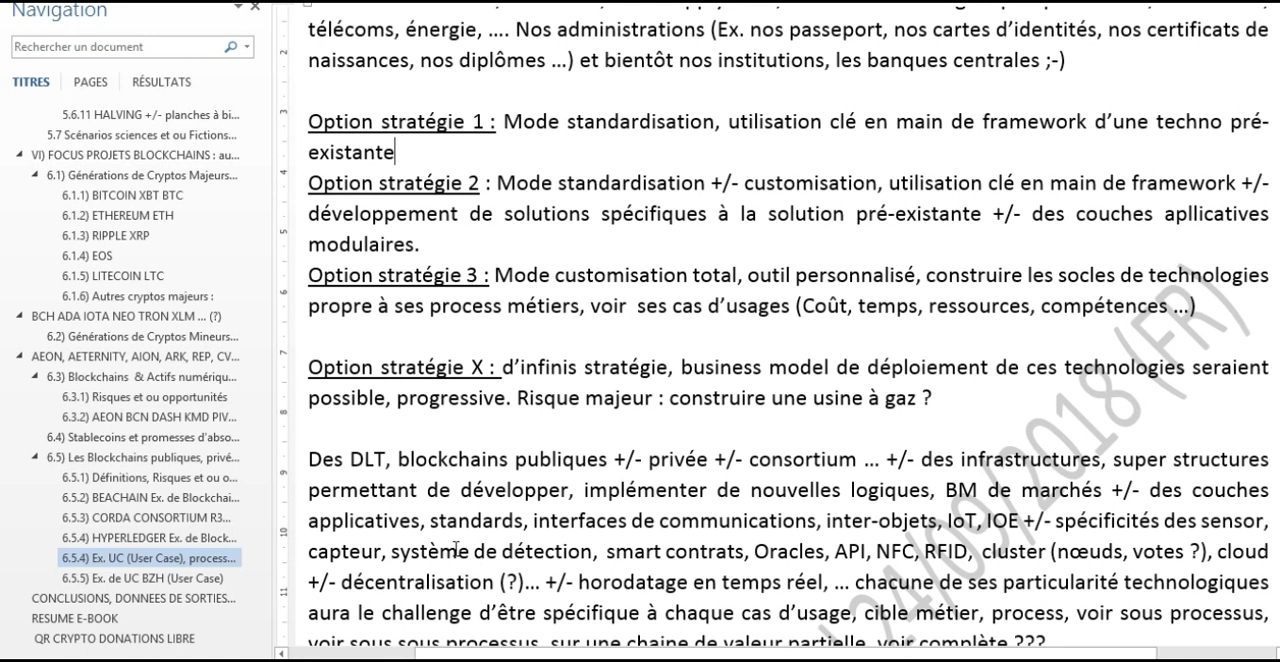 Navigation
Rechercher un document
TITRES PAGES RÉSULTATS
5.6.11 HALVING +/- planches à bi...
5.7 Scénarios sciences et ou Fictions...
VI) FOCUS PROJETS BLOCKCHAINS : au...
6.1) Générations de Cryptos Majeurs...
6.1.1) BITCOIN XBT BTC
6.1.2) ETHEREUM ETH
6.1.3) RIPPLE XRP
6.1.4) EOS
6.1.5) LITECOIN LTC
6.1.6) Autres cryptos majeurs :
BCH ADA IOTA NEO TRON XLM ... (?)
6.2) Générations de Cryptos Mineurs...
AEON, AETERNITY, AION, ARK, REP, CV...
6.3) Blockchains & Actifs numériqu...
6.3.1) Risques et ou opportunités
6.3.2) AEON BCN DASH KMD PIV...
6.4) Stablecoins et promesses d'abso...
6.5) Les Blockchains publiques, privé...
6.5.1) Définitions, Risques et ou o...
6.5.2) BEACHAIN Ex. de Blockchai...
6.5.3) CORDA CONSORTIUM R3...
6.5.4) HYPERLEDGER Ex. de Block...
6.5.4) Ex. UC (User Case), process...
6.5.5) Ex. de UC BZH (User Case)
CONCLUSIONS, DONNEES DE SORTIES...
RESUME E-BOOK
QR CRYPTO DONATIONS LIBRE
télécoms, énergie, .... Nos administrations (Ex. nos passeport, nos cartes d'identités, nos certificats de
naissances, nos diplômes ...) et bientôt nos institutions, les banques centrales ;-)
Option stratégie 1 : Mode standardisation, utilisation clé en main de framework d'une techno pré-
existante
Option stratégie 2 : Mode standardisation +/- customisation, utilisation clé en main de framework +/-
développement de solutions spécifiques à la solution pré-existante +/- des couches apllicatives
modulaires.
Option stratégie 3 : Mode customisation total, outil personnalisé, construire les socles de technologies
propre à ses process métiers, voir ses cas d'usages (Coût, temps, ressources, compétences ...)
Option stratégie X : d'infinis stratégie, business model de déploiement de ces technologies seraient
possible, progressive. Risque majeur : construire une usine à gaz ?
Des DLT, blockchains publiques +/- privée +/- consortium ... +/- des infrastructures, super structures
permettant de développer, implémenter de nouvelles logiques, BM de marchés +/- des couches
applicatives, standards, interfaces de communications, inter-objets, IoT, IOE +/- spécificités des sensor,
capteur, système de détection, smart contrats, Oracles, API, NFC, RFID, cluster (nœuds, votes ?), cloud
+/- décentralisation (?)... +/- horodatage en temps réel, ... chacune de ses particularité technologiques
aura le challenge d'être spécifique à chaque cas d'usage, cible métier, process, voir sous processus,
voir sous sous processus, sur une chaine de valeur partielle, voir complète ???
24/09/2018 (FR)